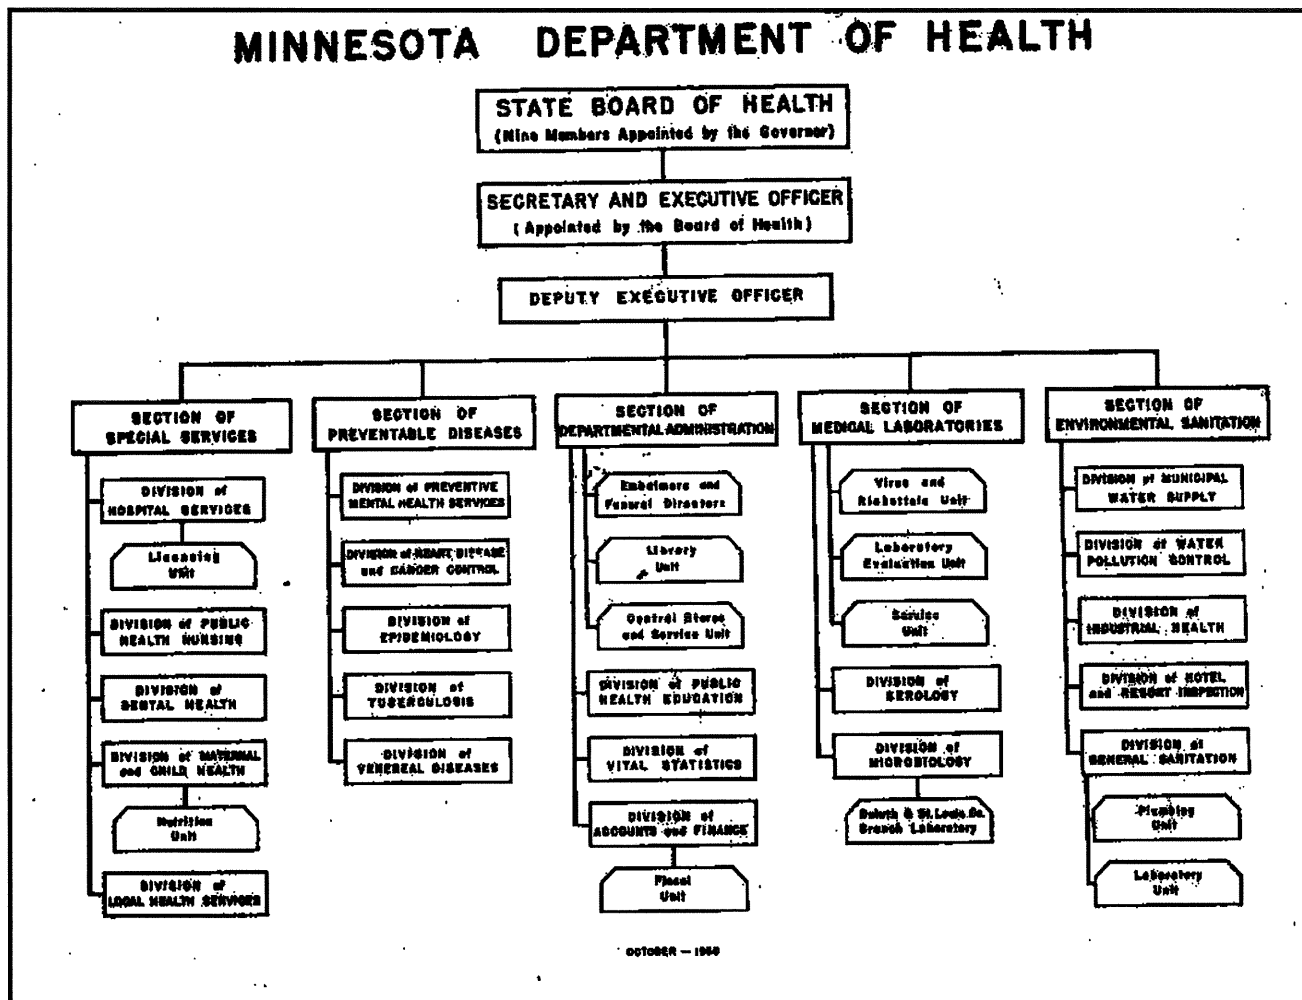 MINNESOTA DEPARTMENT OF HEALTH
STATE BOARD OF HEALTH
(Nine Members Appointed by the Governor)
SECRETARY AND EXECUTIVE OFFICER
(Appointed by the Board of Health)
DEPUTY EXECUTIVE OFFICER
SECTION OF
SPECIAL SERVICES
DIVISION of
HOSPITAL SERVICES
Licensing
Unit
DIVISION of PUBLIC
HEALTH NURSING
DIVISION of
DENTAL HEALTH
DIVISION of MATERNAL
and CHILD HEALTH
Nutrition
Unit
DIVISION of
LOCAL HEALTH SERVICES
SECTION OF
PREVENTABLE DISEASES
DIVISION of PREVENTIVE
MENTAL HEALTH SERVICES
DIVISION of HEART DISEASE
and CANCER CONTROL
DIVISION of
EPIDEMIOLOGY
DIVISION of
TUBERCULOSIS
DIVISION of
VENEREAL DISEASES
SECTION OF
DEPARTMENTAL ADMINISTRATION
Embalmers and
Funeral Directors
Library
Unit
Central Stores
and Service Unit
DIVISION of PUBLIC
HEALTH EDUCATION
DIVISION of
VITAL STATISTICS
DIVISION of
ACCOUNTS and FINANCE
Fiscal
Unit
SECTION OF
MEDICAL LABORATORIES
Virus and
Rickettsia Unit
Laboratory
Evaluation Unit
Service
Unit
DIVISION of
SEROLOGY
DIVISION of
MICROBIOLOGY
Duluth & St. Louis Co.
Branch Laboratory
SECTION OF
ENVIRONMENTAL SANITATION
DIVISION of MUNICIPAL
WATER SUPPLY
DIVISION of WATER
POLLUTION CONTROL
DIVISION of
INDUSTRIAL HEALTH
DIVISION of HOTEL
and RESORT INSPECTION
DIVISION of
GENERAL SANITATION
Plumbing
Unit
Laboratory
Unit
OCTOBER —